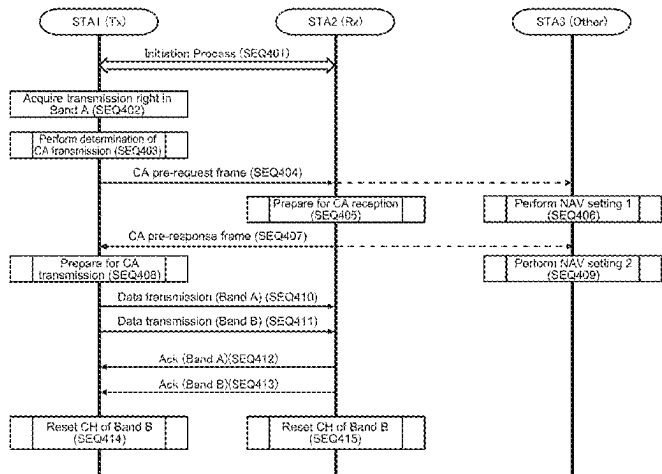 STA1 (Tx)
STA2 (Rx)
STA3 (Other)
Initiation Process (SEQ401)
Acquire transmission right in
Band A (SEQ402)
Perform determination of
CA transmission (SEQ403)
CA pre-request frame (SEQ404)
Prepare for CA reception
(SEQ405)
Perform NAV setting 1
(SEQ406)
CA pre-response frame (SEQ407)
Prepare for CA
transmission (SEQ408)
Perform NAV setting 2
(SEQ409)
Data transmission (Band A) (SEQ410)
Data transmission (Band B) (SEQ411)
Ack (Band A)(SEQ412)
Ack (Band B)(SEQ413)
Reset CH of Band B
(SEQ414)
Reset CH of Band B
(SEQ415)